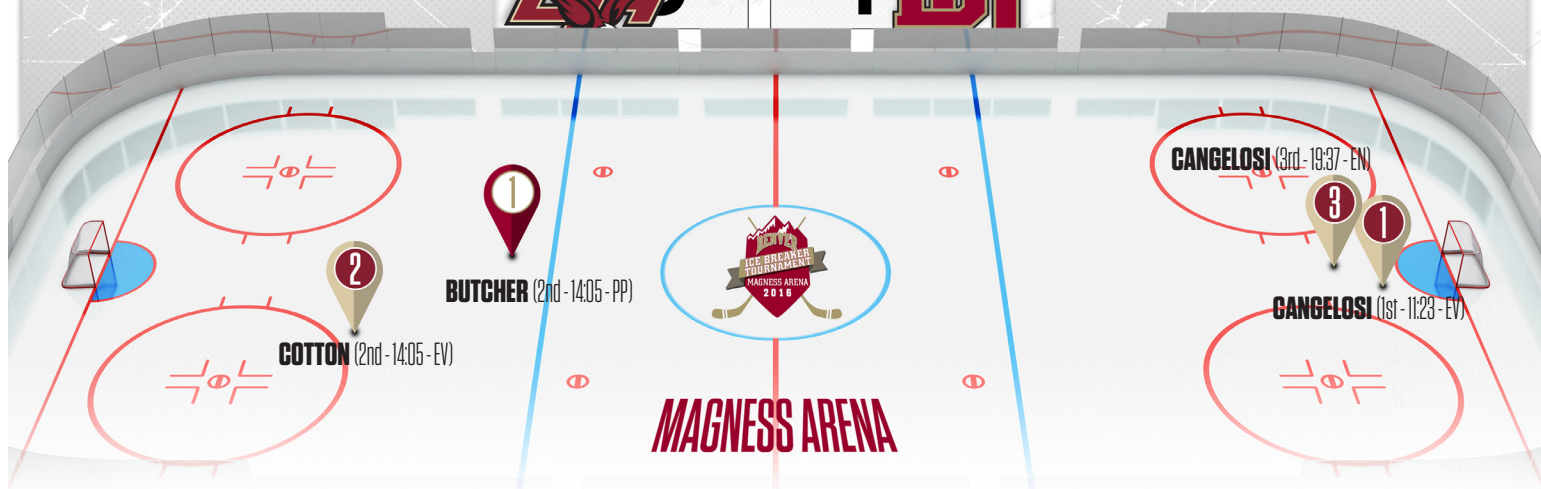 CANGELOSI (3rd - 19:37 - EN)
3
1
1
2
BUTCHER (2nd - 14:05 - PP)
CANGELOSI (1st - 11:23 - EV)
COTTON (2nd - 14:05 - EV)
DENVER
ICE BREAKER
TOURNAMENT
MAGNESS ARENA
2016
MAGNESS ARENA